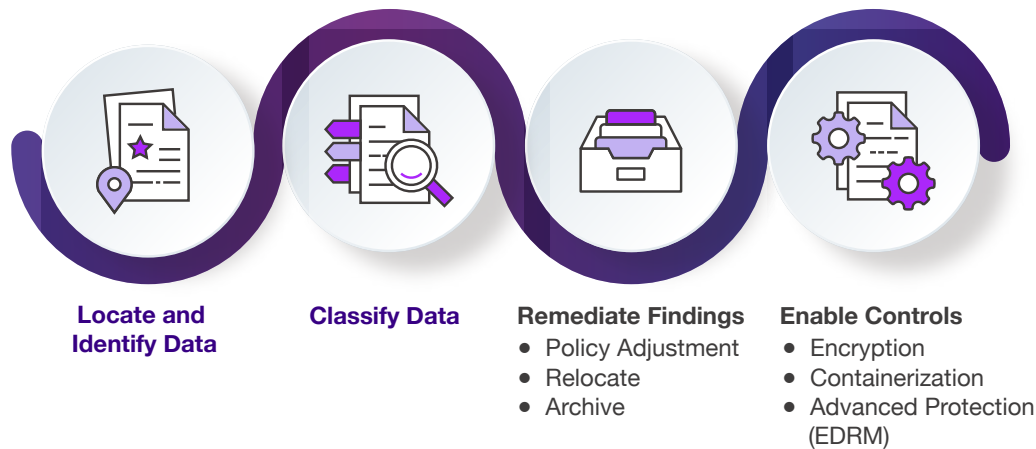 Locate and
Identify Data
Classify Data
Remediate Findings
• Policy Adjustment
• Relocate
• Archive
Enable Controls
• Encryption
• Containerization
• Advanced Protection
(EDRM)